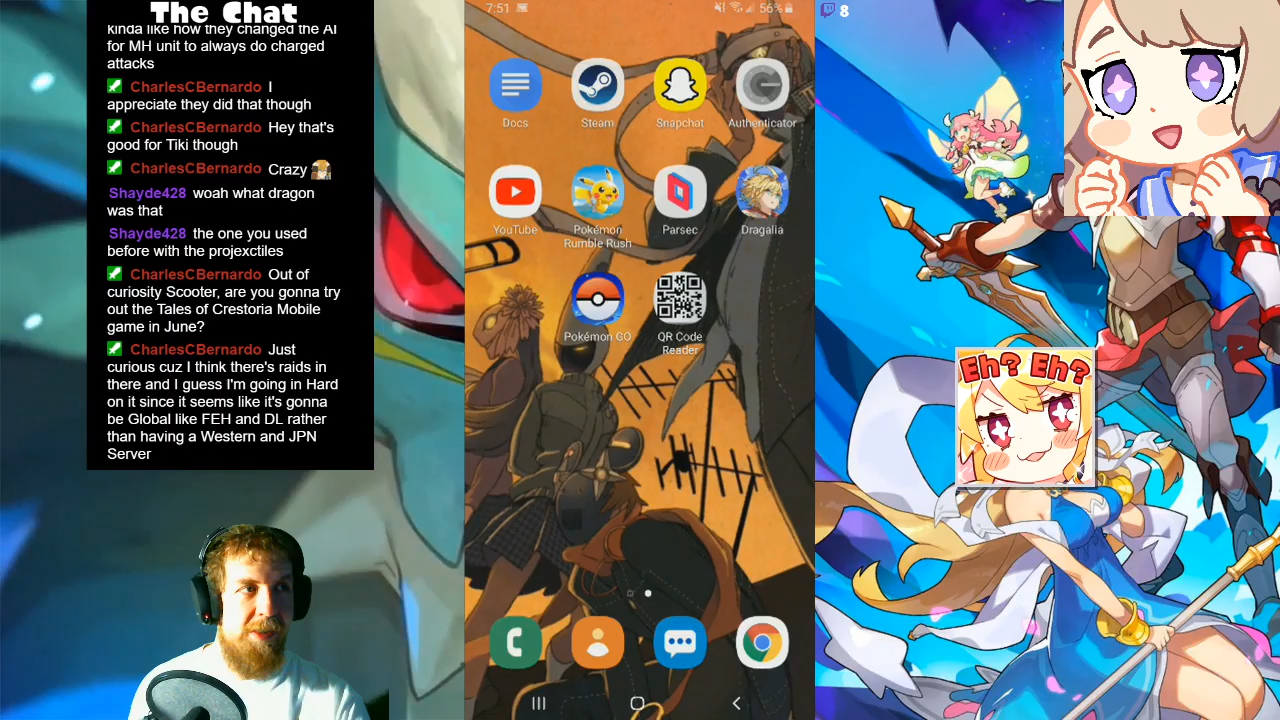 The Chat
kinda like how they changed the AI
for MH unit to always do charged
attacks
CharlesCBernardo I
appreciate they did that though
CharlesCBernardo Hey that's
good for Tiki though
CharlesCBernardo Crazy
Shayde428 woah what dragon
was that
Shayde428 the one you used
before with the projexctiles
CharlesCBernardo Out of
curiosity Scooter, are you gonna try
out the Tales of Crestoria Mobile
game in June?
CharlesCBernardo Just
curious cuz I think there's raids in
there and I guess I'm going in Hard
on it since it seems like it's gonna
be Global like FEH and DL rather
than having a Western and JPN
Server
7:51
56%
Docs
Steam
Snapchat
Authenticator
YouTube
Pokémon
Rumble Rush
Parsec
Dragalia
Pokémon GO
QR Code
Reader
8
Eh? Eh?